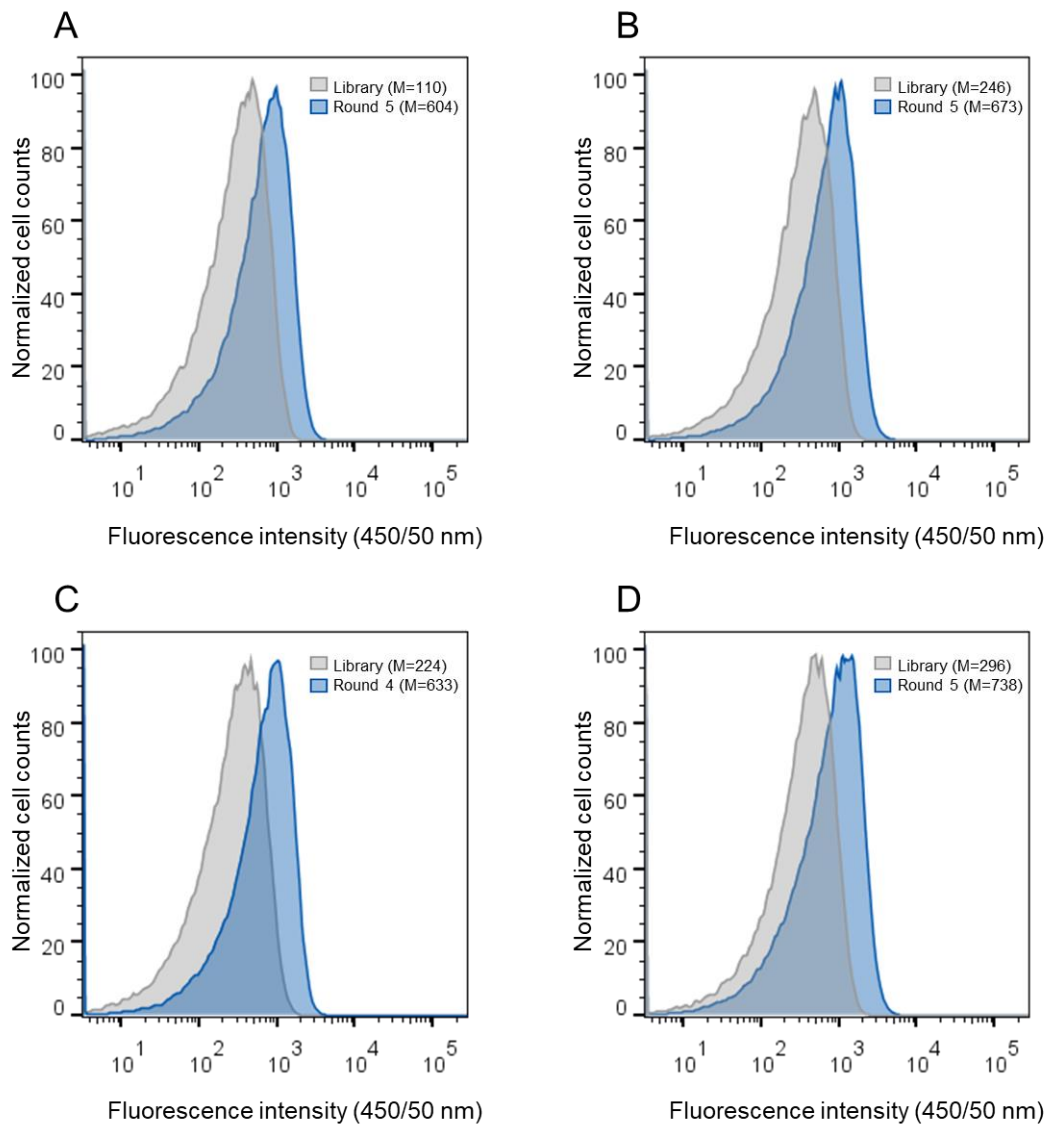 A
Normalized cell counts
100
80
60
40
20
0
Library (M=110)
Round 5 (M=604)
10^1 10^2 10^3 10^4 10^5
Fluorescence intensity (450/50 nm)
B
Normalized cell counts
100
80
60
40
20
0
Library (M=246)
Round 5 (M=673)
10^1 10^2 10^3 10^4 10^5
Fluorescence intensity (450/50 nm)
C
Normalized cell counts
100
80
60
40
20
0
Library (M=224)
Round 4 (M=633)
10^1 10^2 10^3 10^4 10^5
Fluorescence intensity (450/50 nm)
D
Normalized cell counts
100
80
60
40
20
0
Library (M=296)
Round 5 (M=738)
10^1 10^2 10^3 10^4 10^5
Fluorescence intensity (450/50 nm)